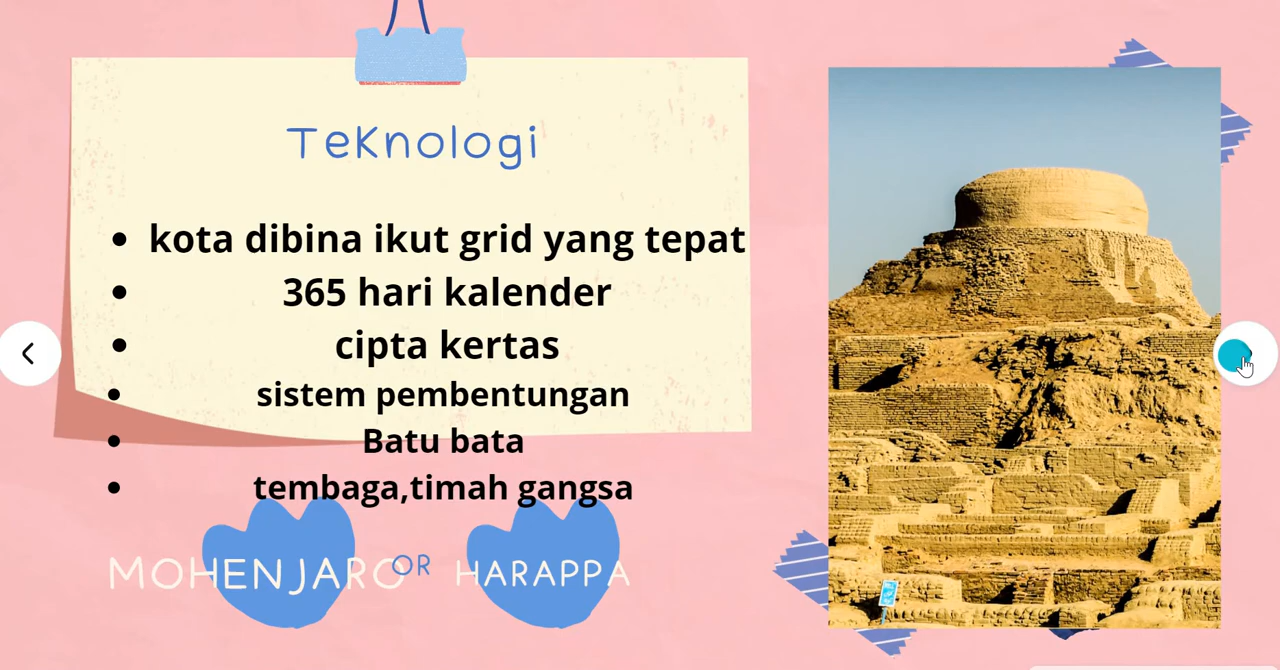 TeKnologi
kota dibina ikut grid yang tepat
365 hari kalender
cipta kertas
sistem pembentungan
Batu bata
tembaga,timah gangsa
MOHENJARO OR HARAPPA